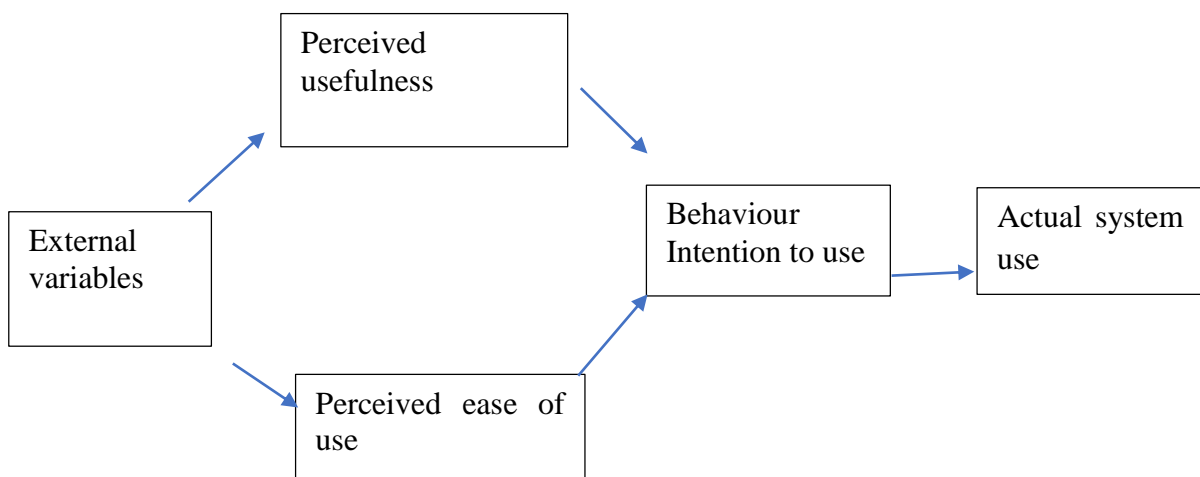 Perceived
usefulness
External
variables
Behaviour
Intention to use
Actual system
use
Perceived ease of
use